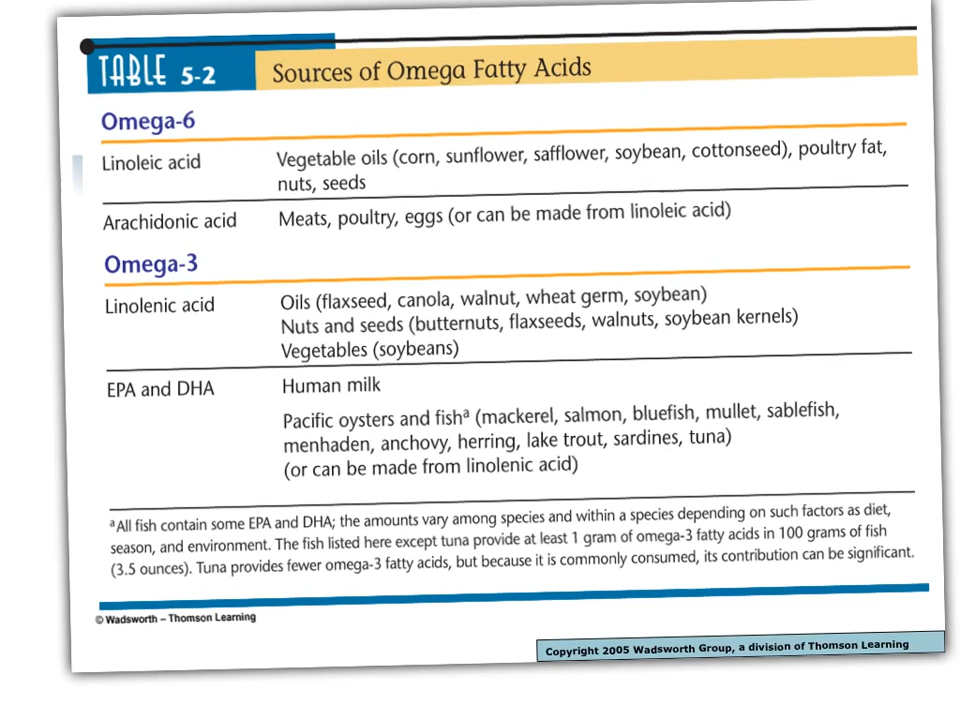 TABLE 5-2 Sources of Omega Fatty Acids
Omega-6
Linoleic acid Vegetable oils (corn, sunflower, safflower, soybean, cottonseed), poultry fat,
nuts, seeds
Arachidonic acid Meats, poultry, eggs (or can be made from linoleic acid)
Omega-3
Linolenic acid Oils (flaxseed, canola, walnut, wheat germ, soybean)
Nuts and seeds (butternuts, flaxseeds, walnuts, soybean kernels)
Vegetables (soybeans)
EPA and DHA Human milk
Pacific oysters and fishᵃ (mackerel, salmon, bluefish, mullet, sablefish,
menhaden, anchovy, herring, lake trout, sardines, tuna)
(or can be made from linolenic acid)
ᵃAll fish contain some EPA and DHA; the amounts vary among species and within a species depending on such factors as diet,
season, and environment. The fish listed here except tuna provide at least 1 gram of omega-3 fatty acids in 100 grams of fish
(3.5 ounces). Tuna provides fewer omega-3 fatty acids, but because it is commonly consumed, its contribution can be significant.
© Wadsworth – Thomson Learning
Copyright 2005 Wadsworth Group, a division of Thomson Learning